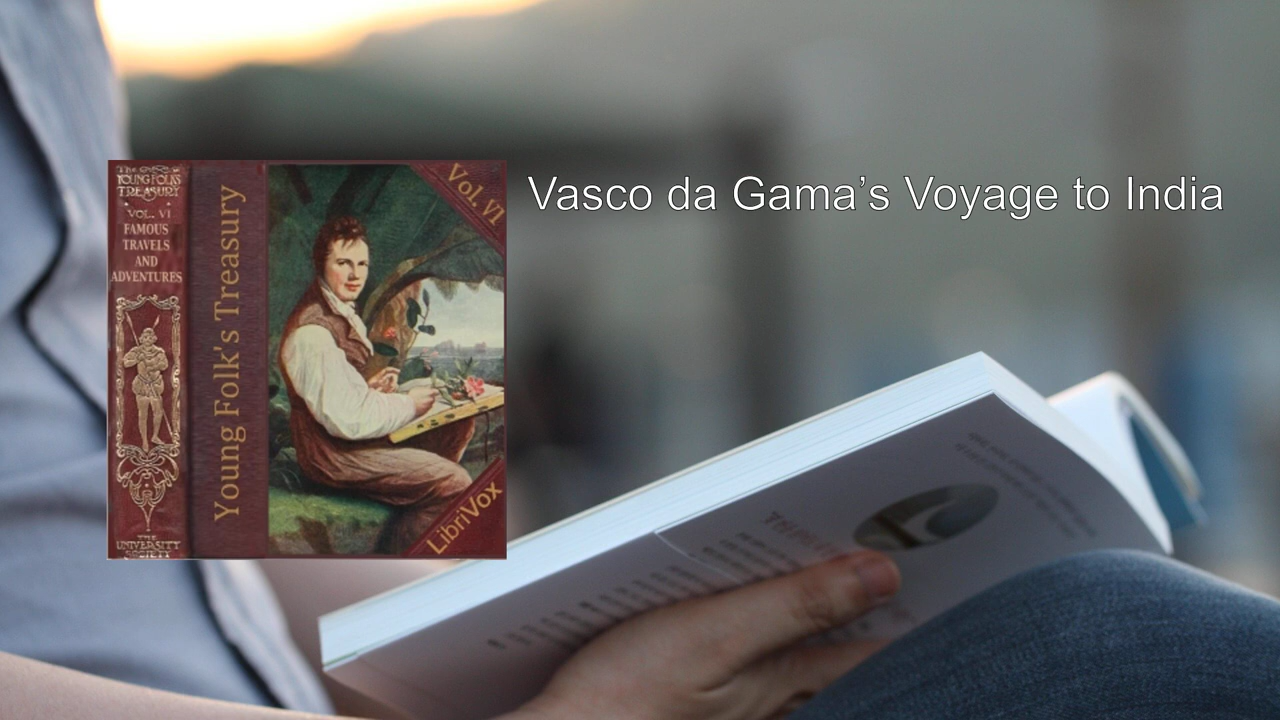 THE
YOUNG FOLKS
TREASURY
VOL. VI
FAMOUS
TRAVELS
AND
ADVENTURES
THE
UNIVERSITY
SOCIETY
Young Folk's Treasury
Vol. VI
LibriVox
Vasco da Gama’s Voyage to India